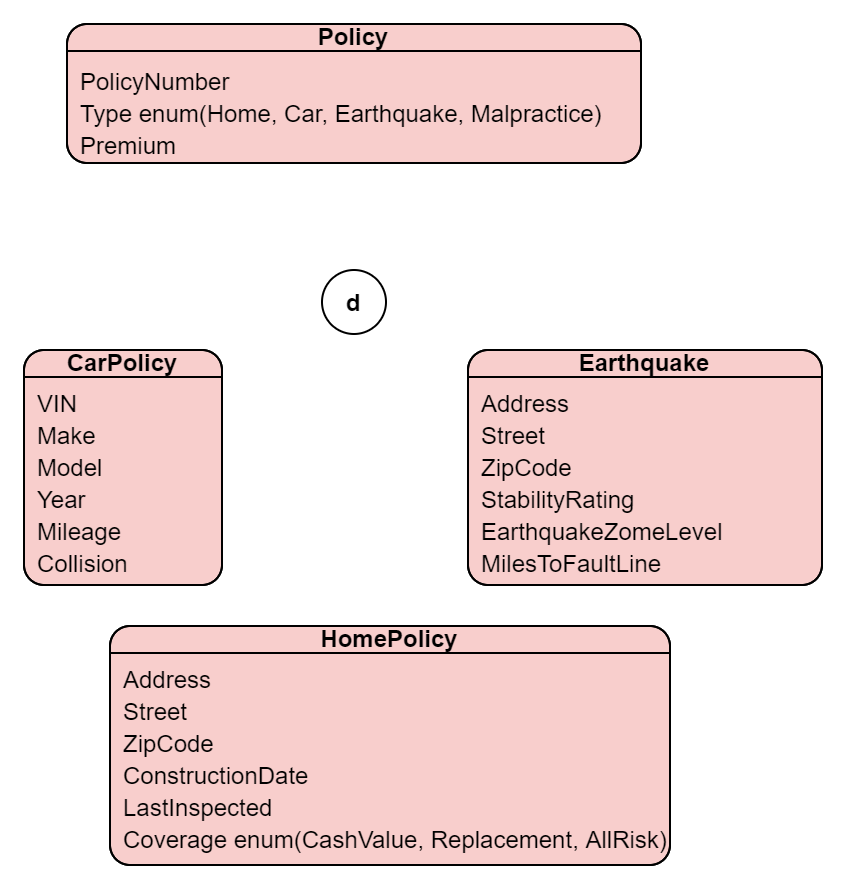 Policy
PolicyNumber
Type enum(Home, Car, Earthquake, Malpractice)
Premium
d
CarPolicy
VIN
Make
Model
Year
Mileage
Collision
Earthquake
Address
Street
ZipCode
StabilityRating
EarthquakeZomeLevel
MilesToFaultLine
HomePolicy
Address
Street
ZipCode
ConstructionDate
LastInspected
Coverage enum(CashValue, Replacement, AllRisk)